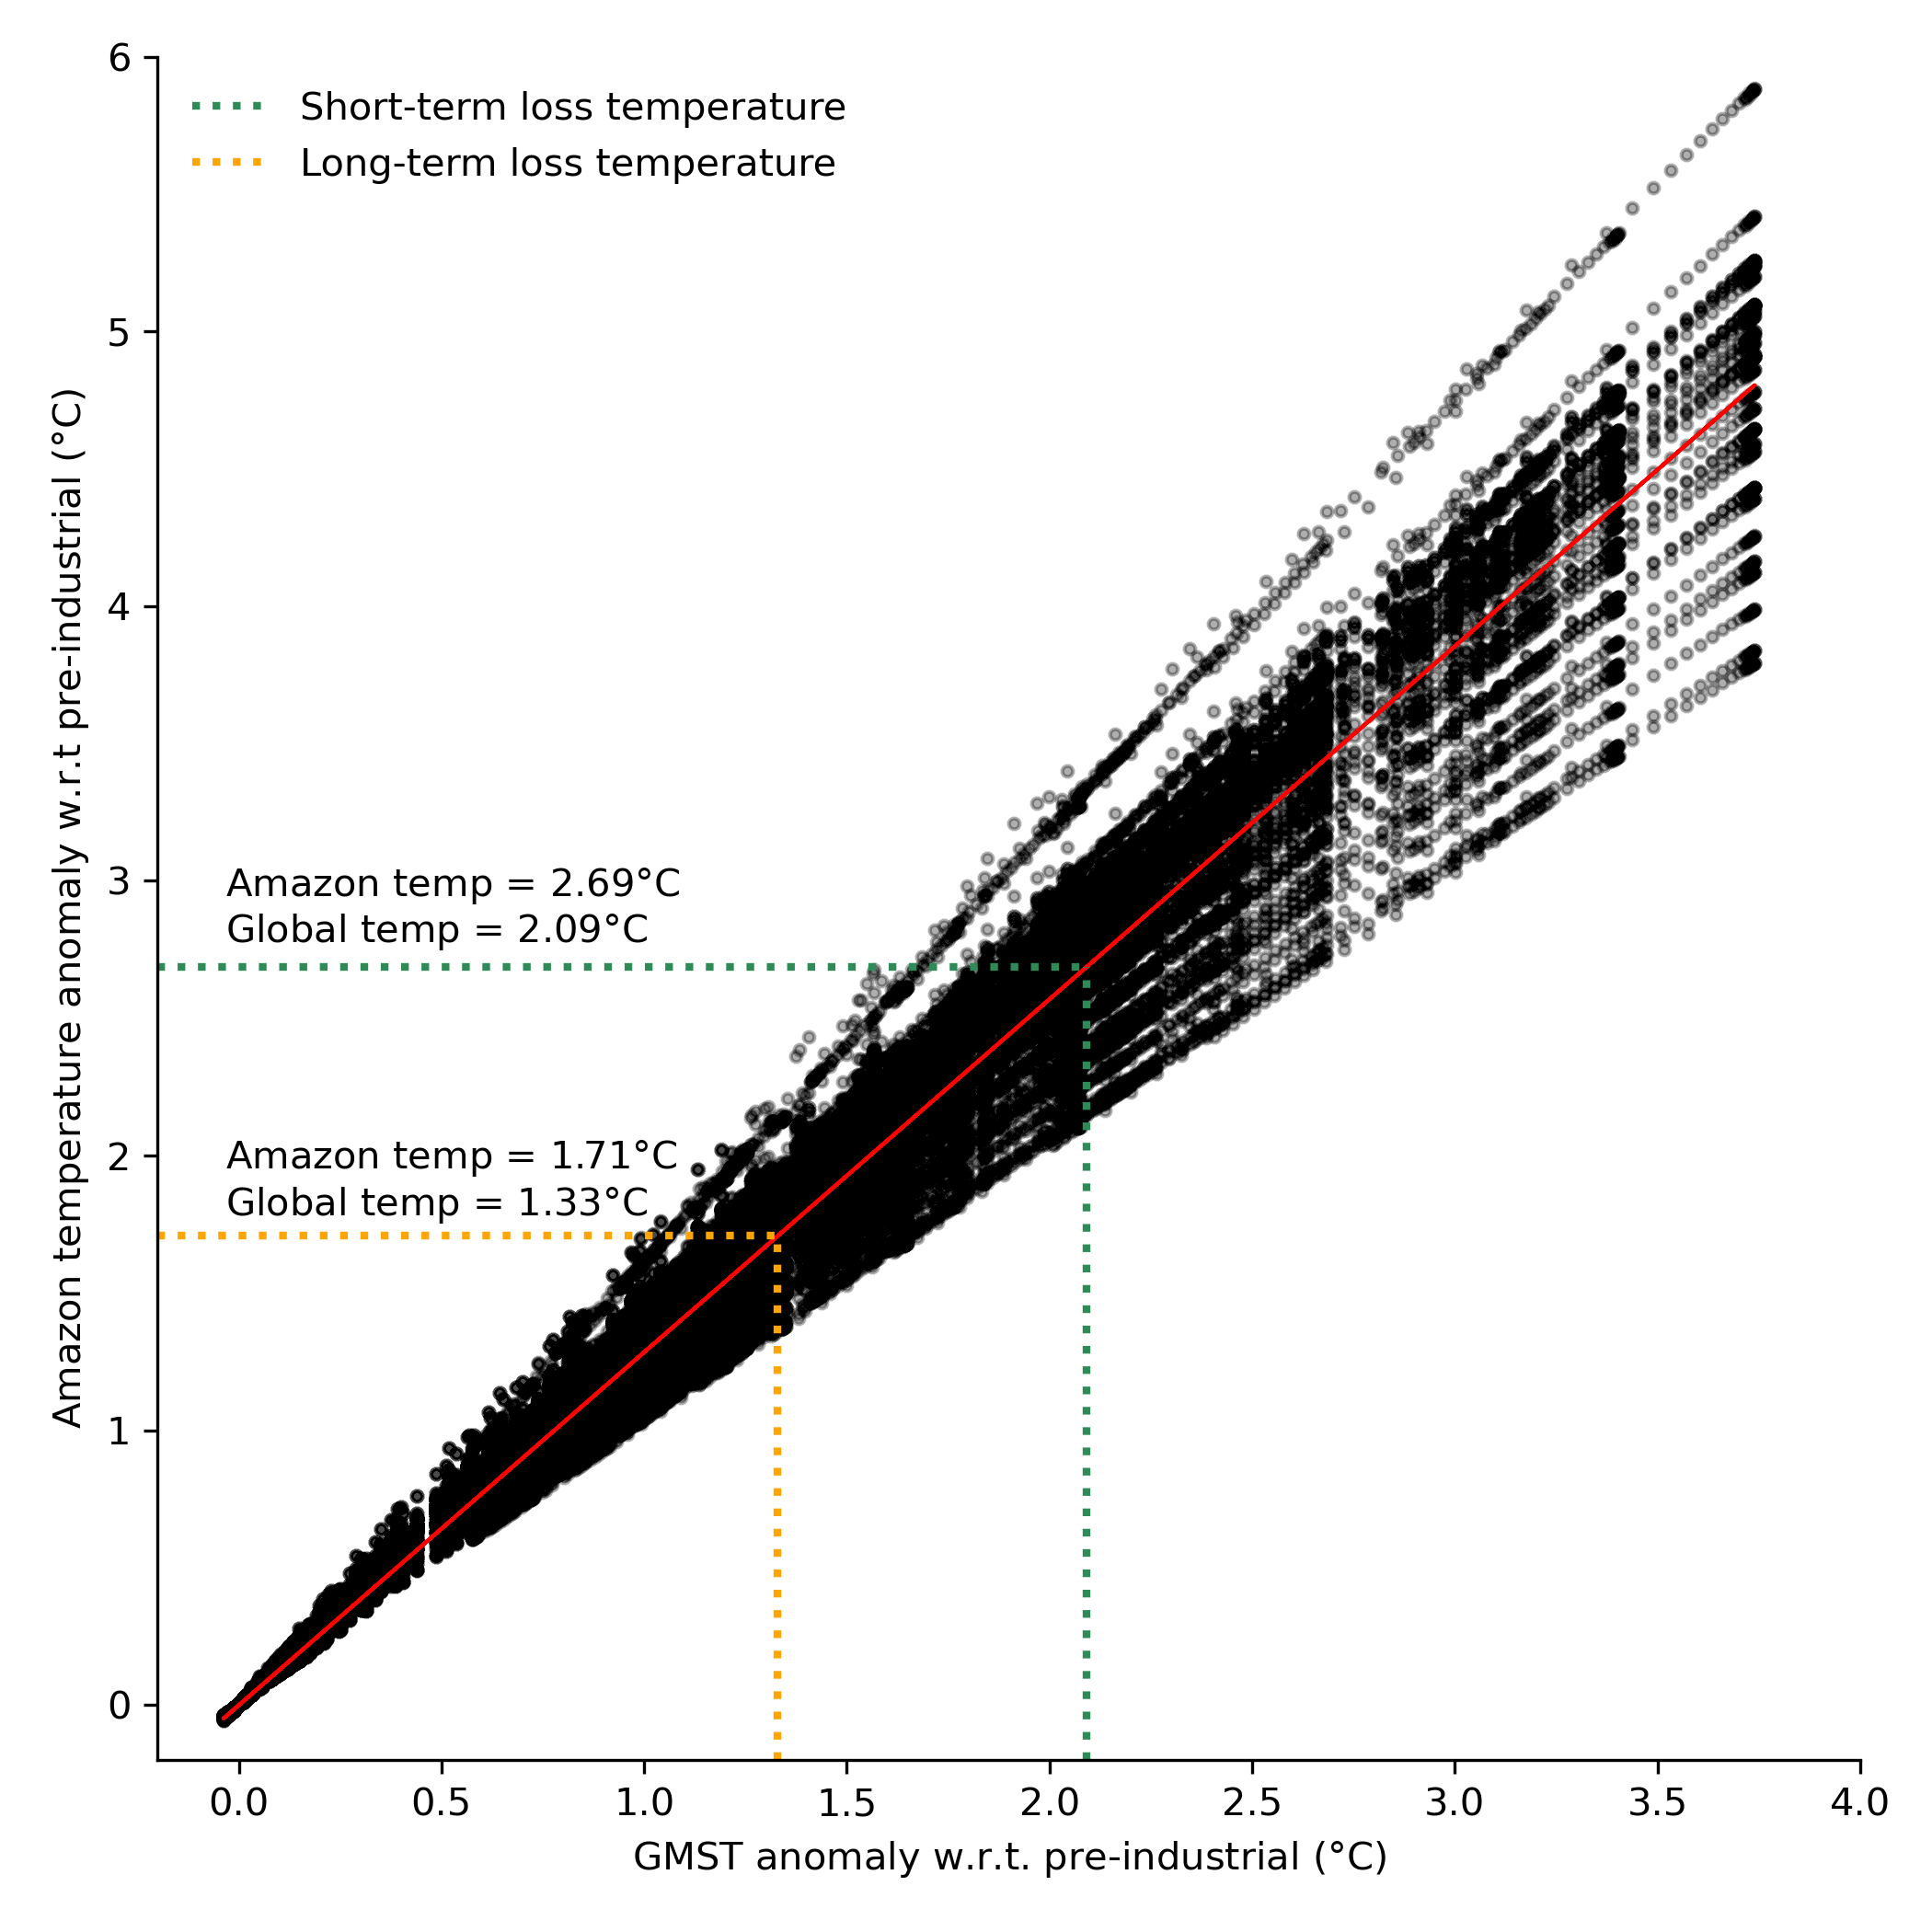 Short-term loss temperature
Long-term loss temperature
Amazon temperature anomaly w.r.t pre-industrial (°C)
6
5
4
3
2
1
0
Amazon temp = 2.69°C
Global temp = 2.09°C
Amazon temp = 1.71°C
Global temp = 1.33°C
0.0 0.5 1.0 1.5 2.0 2.5 3.0 3.5 4.0
GMST anomaly w.r.t. pre-industrial (°C)